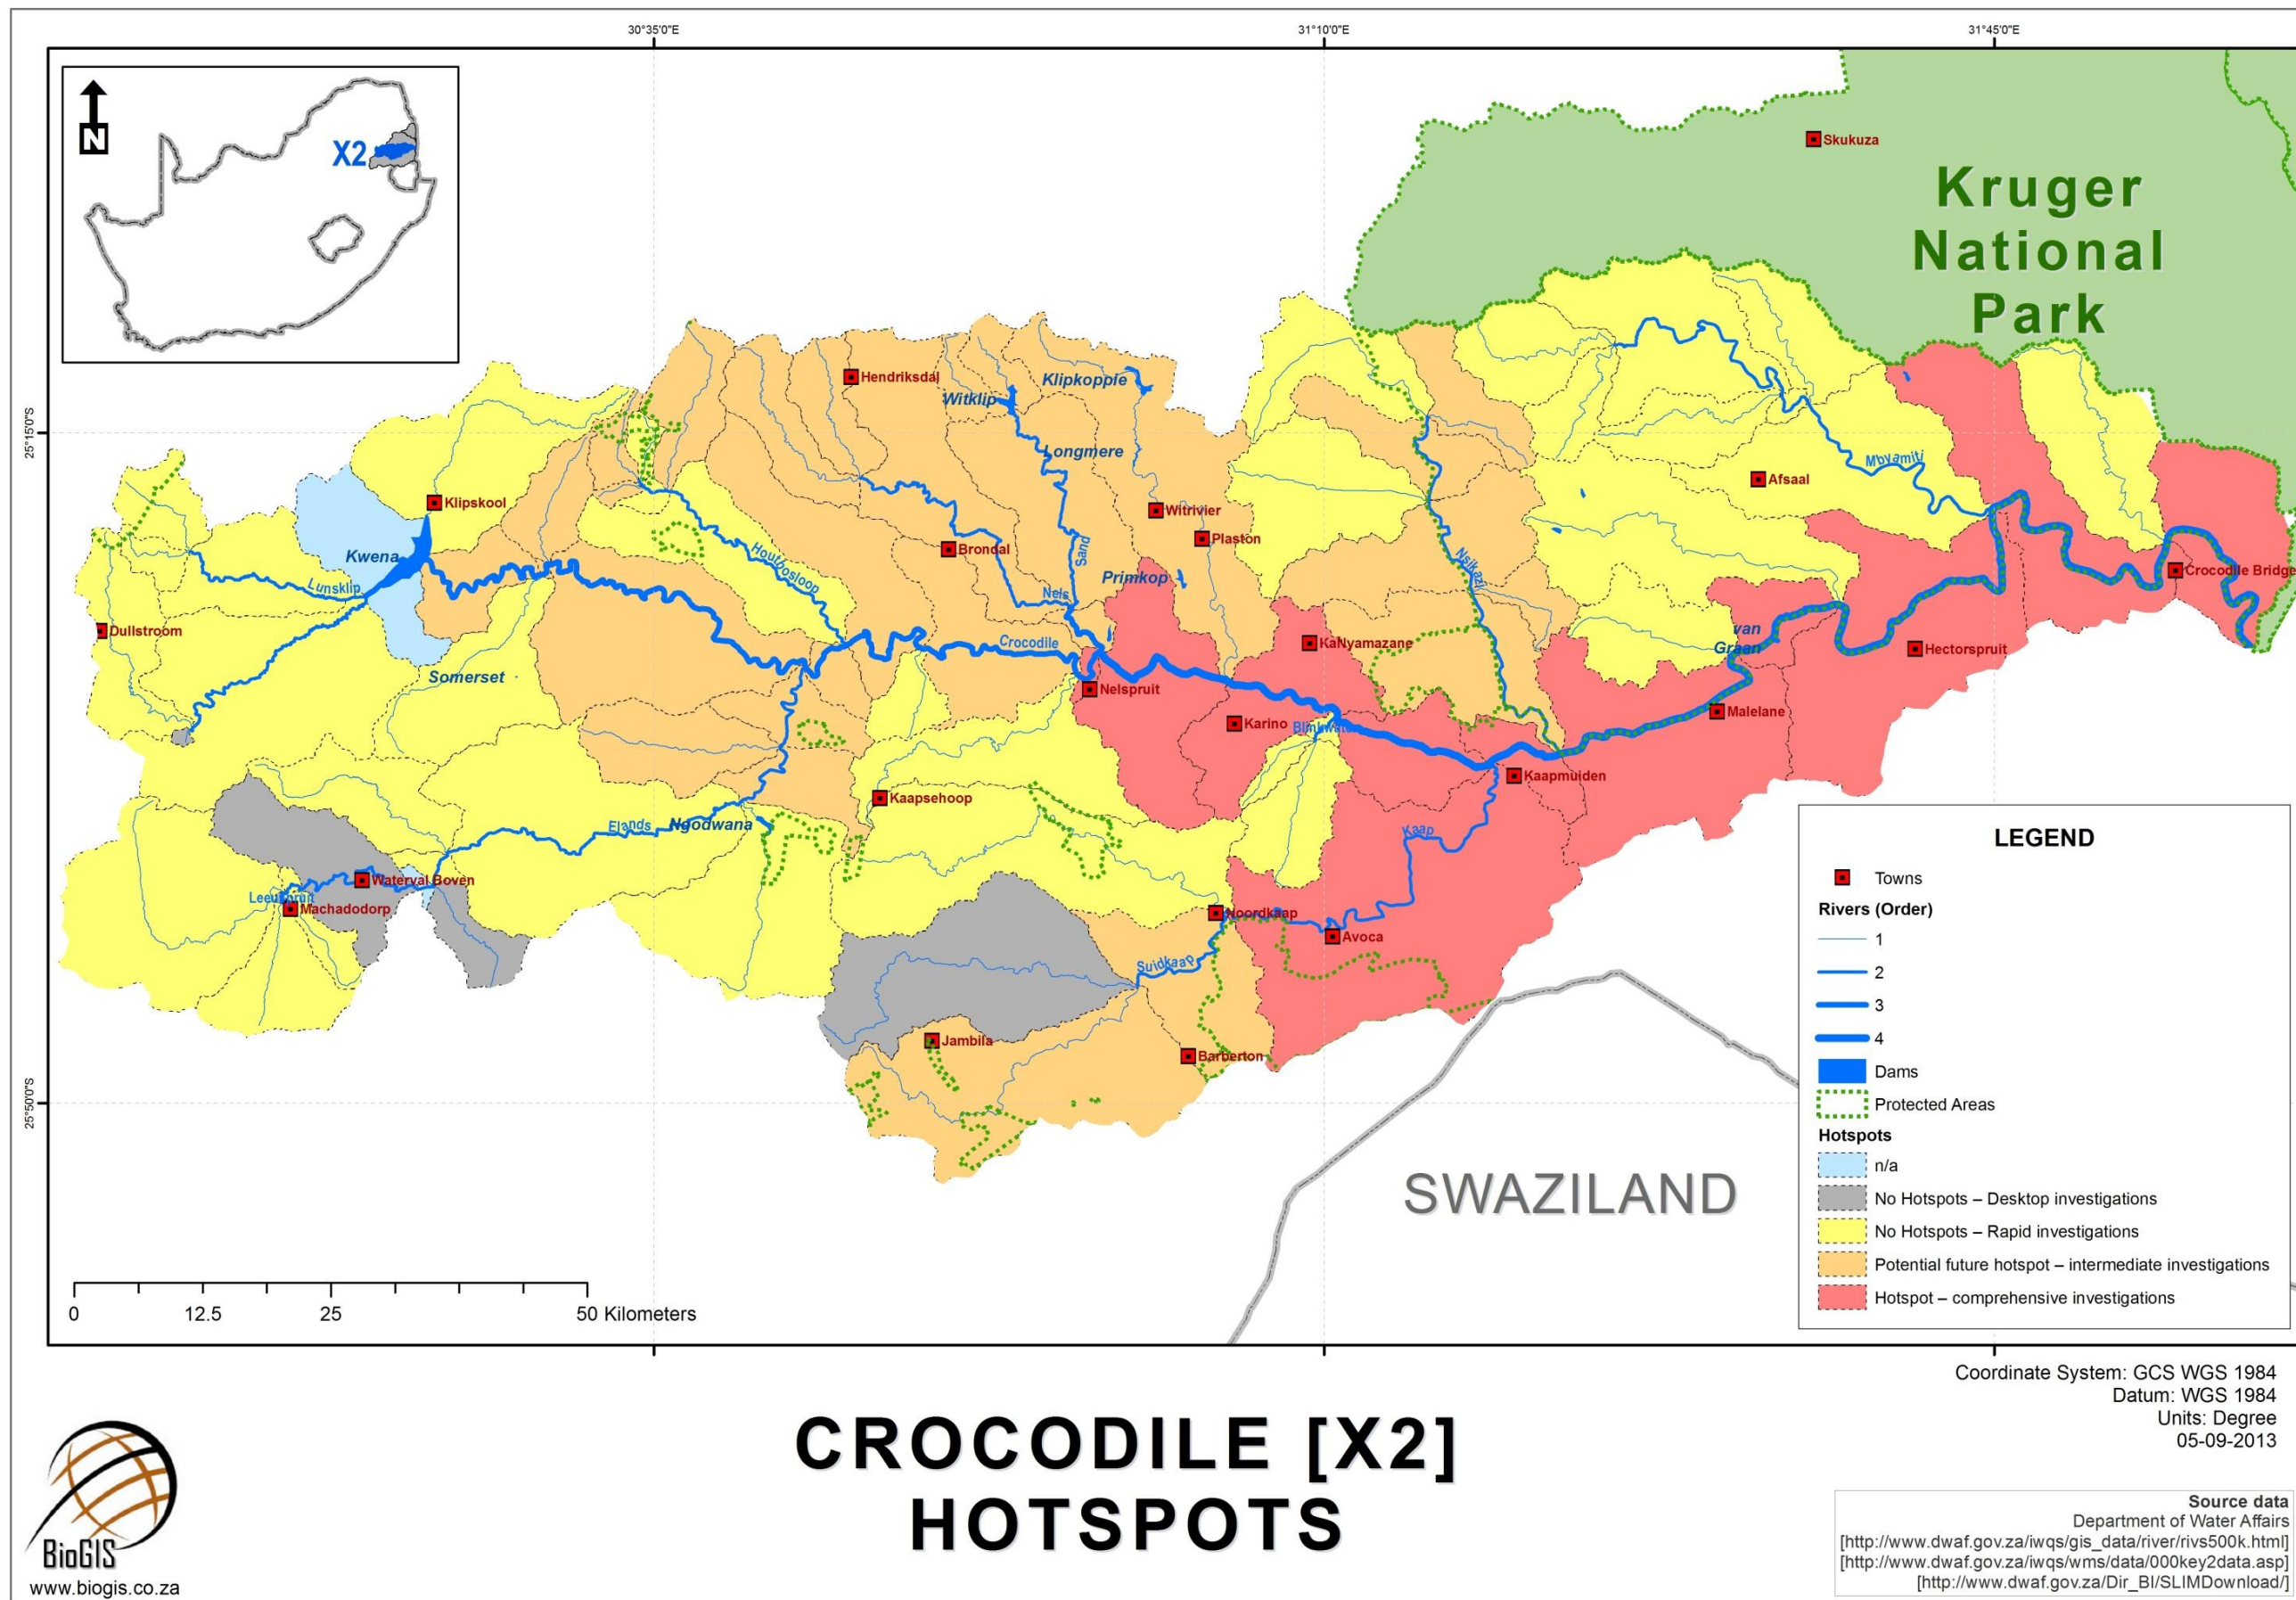 30°35'0"E
31°10'0"E
31°45'0"E
25°15'0"S
25°50'0"S
N
X2
Skukuza
Kruger
National
Park
Hendriksdal
Klipkoppie
Witklip
Longmere
Klipskool
Witrivier
Plaston
Brondal
Kwena
Lunsklip
Houtbosloop
Sand
Primkop
Nels
Nsikazi
Afsaal
Mbyamiti
Crocodile Bridge
Dullstroom
Somerset
Crocodile
KaNyamazane
van
Graan
Hectorspruit
Nelspruit
Karino
Malelane
Kaapmuiden
Kaapsehoop
Elands
Ngodwana
Kaap
Waterval Boven
Machadodorp
Noordkaap
Avoca
Suidkaap
Jambila
Barberton
SWAZILAND
0 12.5 25 50 Kilometers
LEGEND
Towns
Rivers (Order)
1
2
3
4
Dams
Protected Areas
Hotspots
n/a
No Hotspots – Desktop investigations
No Hotspots – Rapid investigations
Potential future hotspot – intermediate investigations
Hotspot – comprehensive investigations
Coordinate System: GCS WGS 1984
Datum: WGS 1984
Units: Degree
05-09-2013
CROCODILE [X2]
HOTSPOTS
BioGIS
www.biogis.co.za
Source data
Department of Water Affairs
[http://www.dwaf.gov.za/iwqs/gis_data/river/rivs500k.html]
[http://www.dwaf.gov.za/iwqs/wms/data/000key2data.asp]
[http://www.dwaf.gov.za/Dir_BI/SLIMDownload/]